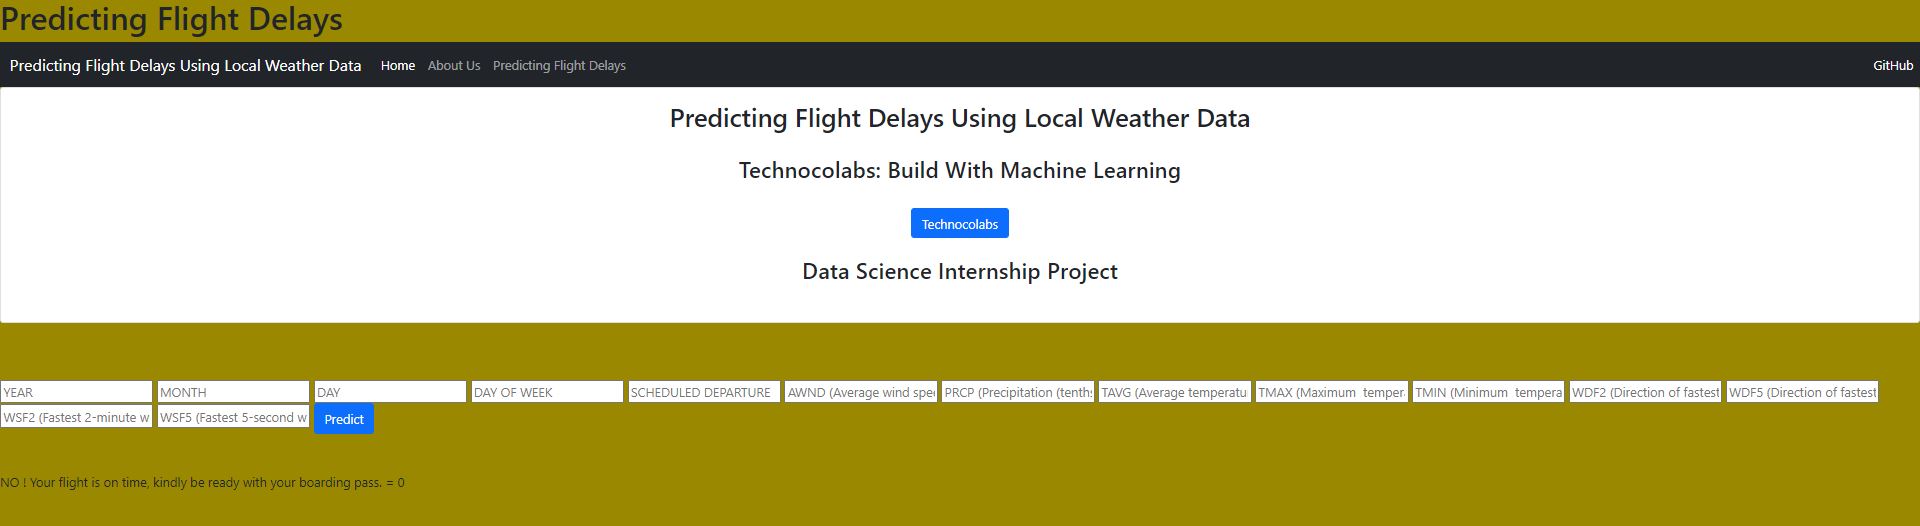 Predicting Flight Delays
Predicting Flight Delays Using Local Weather Data Home About Us Predicting Flight Delays GitHub
Predicting Flight Delays Using Local Weather Data
Technocolabs: Build With Machine Learning
Technocolabs
Data Science Internship Project
YEAR MONTH DAY DAY OF WEEK SCHEDULED DEPARTURE AWND (Average wind spee PRCP (Precipitation (tenths TAVG (Average temperatu TMAX (Maximum tempera TMIN (Minimum tempera WDF2 (Direction of fastest WDF5 (Direction of fastest
WSF2 (Fastest 2-minute w WSF5 (Fastest 5-second w Predict
NO ! Your flight is on time, kindly be ready with your boarding pass. = 0